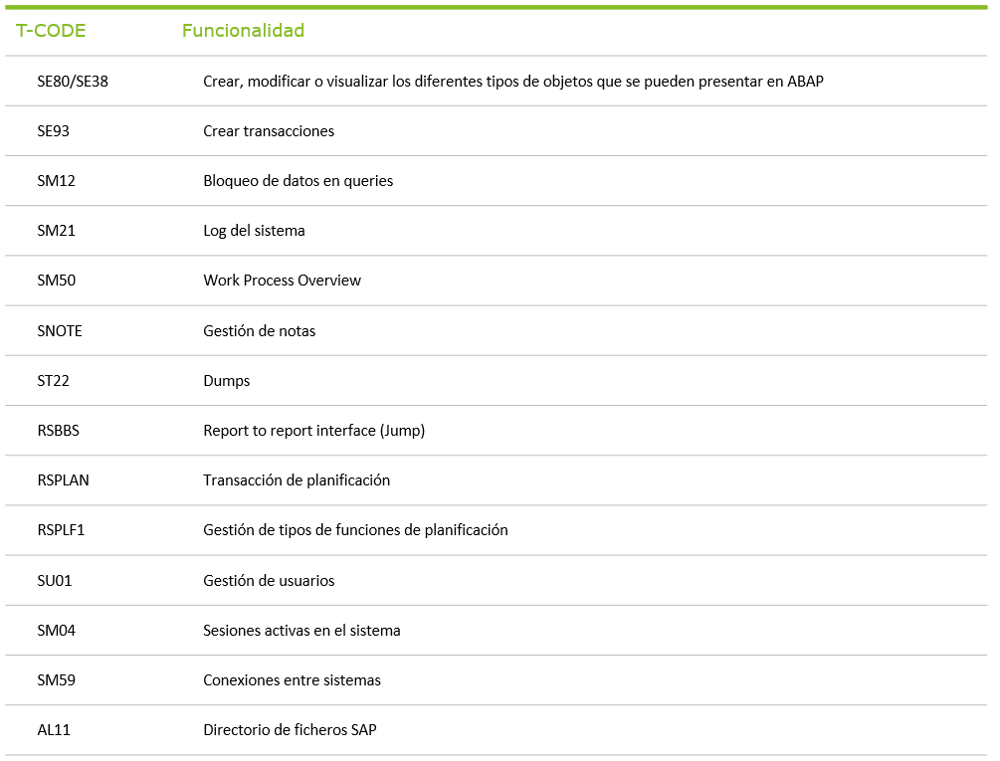 T-CODE Funcionalidad
SE80/SE38 Crear, modificar o visualizar los diferentes tipos de objetos que se pueden presentar en ABAP
SE93 Crear transacciones
SM12 Bloqueo de datos en queries
SM21 Log del sistema
SM50 Work Process Overview
SNOTE Gestión de notas
ST22 Dumps
RSBBS Report to report interface (Jump)
RSPLAN Transacción de planificación
RSPLF1 Gestión de tipos de funciones de planificación
SU01 Gestión de usuarios
SM04 Sesiones activas en el sistema
SM59 Conexiones entre sistemas
AL11 Directorio de ficheros SAP